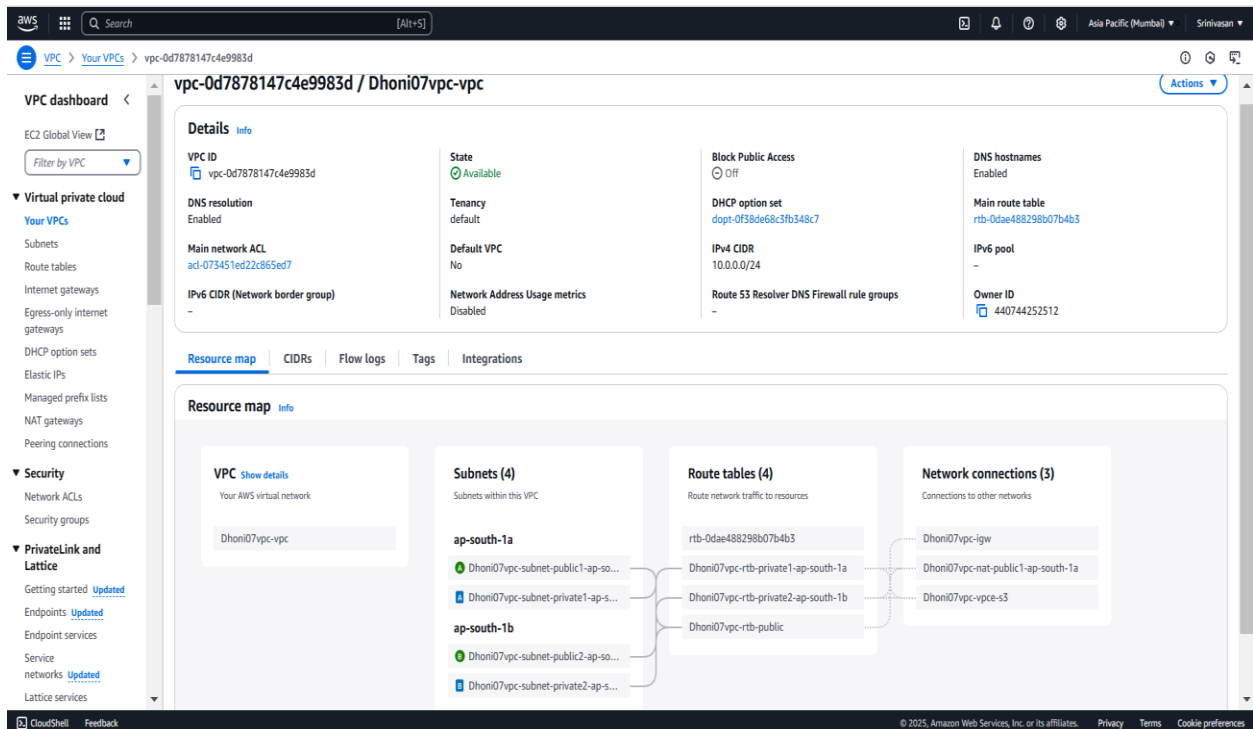 aws
Search
[Alt+S]
Asia Pacific (Mumbai)
Srinivasan
VPC > Your VPCs > vpc-0d7878147c4e9983d
VPC dashboard
EC2 Global View
Filter by VPC
Virtual private cloud
Your VPCs
Subnets
Route tables
Internet gateways
Egress-only internet
gateways
DHCP option sets
Elastic IPs
Managed prefix lists
NAT gateways
Peering connections
Security
Network ACLs
Security groups
PrivateLink and
Lattice
Getting started Updated
Endpoints Updated
Endpoint services
Service
networks Updated
Lattice services
vpc-0d7878147c4e9983d / Dhoni07vpc-vpc
Actions
Details Info
VPC ID
vpc-0d7878147c4e9983d
State
Available
Block Public Access
Off
DNS hostnames
Enabled
DNS resolution
Enabled
Tenancy
default
DHCP option set
dopt-0f38de68c3fb348c7
Main route table
rtb-0dae488298b07b4b3
Main network ACL
acl-073451ed22c865ed7
Default VPC
No
IPv4 CIDR
10.0.0.0/24
IPv6 pool
–
IPv6 CIDR (Network border group)
–
Network Address Usage metrics
Disabled
Route 53 Resolver DNS Firewall rule groups
–
Owner ID
440744252512
Resource map
CIDRs
Flow logs
Tags
Integrations
Resource map Info
VPC Show details
Your AWS virtual network
Dhoni07vpc-vpc
Subnets (4)
Subnets within this VPC
ap-south-1a
A Dhoni07vpc-subnet-public1-ap-so...
A Dhoni07vpc-subnet-private1-ap-s...
ap-south-1b
B Dhoni07vpc-subnet-public2-ap-so...
B Dhoni07vpc-subnet-private2-ap-s...
Route tables (4)
Route network traffic to resources
rtb-0dae488298b07b4b3
Dhoni07vpc-rtb-private1-ap-south-1a
Dhoni07vpc-rtb-private2-ap-south-1b
Dhoni07vpc-rtb-public
Network connections (3)
Connections to other networks
Dhoni07vpc-igw
Dhoni07vpc-nat-public1-ap-south-1a
Dhoni07vpc-vpce-s3
CloudShell
Feedback
© 2025, Amazon Web Services, Inc. or its affiliates.
Privacy
Terms
Cookie preferences